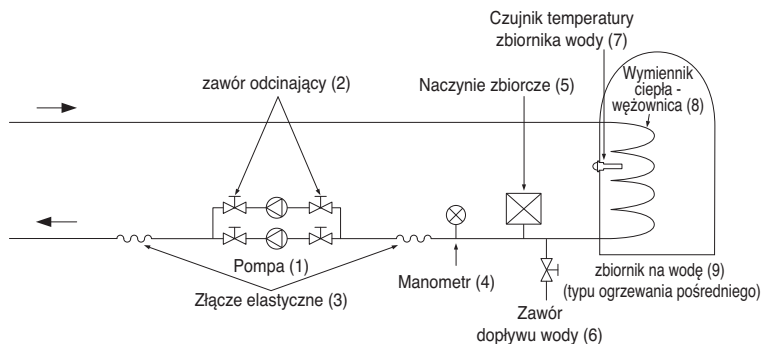 Czujnik temperatury
zbiornika wody (7)
zawór odcinający (2)
Naczynie zbiorcze (5)
Wymiennik
ciepła -
wężownica (8)
Pompa (1)
Złącze elastyczne (3)
Manometr (4)
Zawór
dopływu wody (6)
zbiornik na wodę (9)
(typu ogrzewania pośredniego)